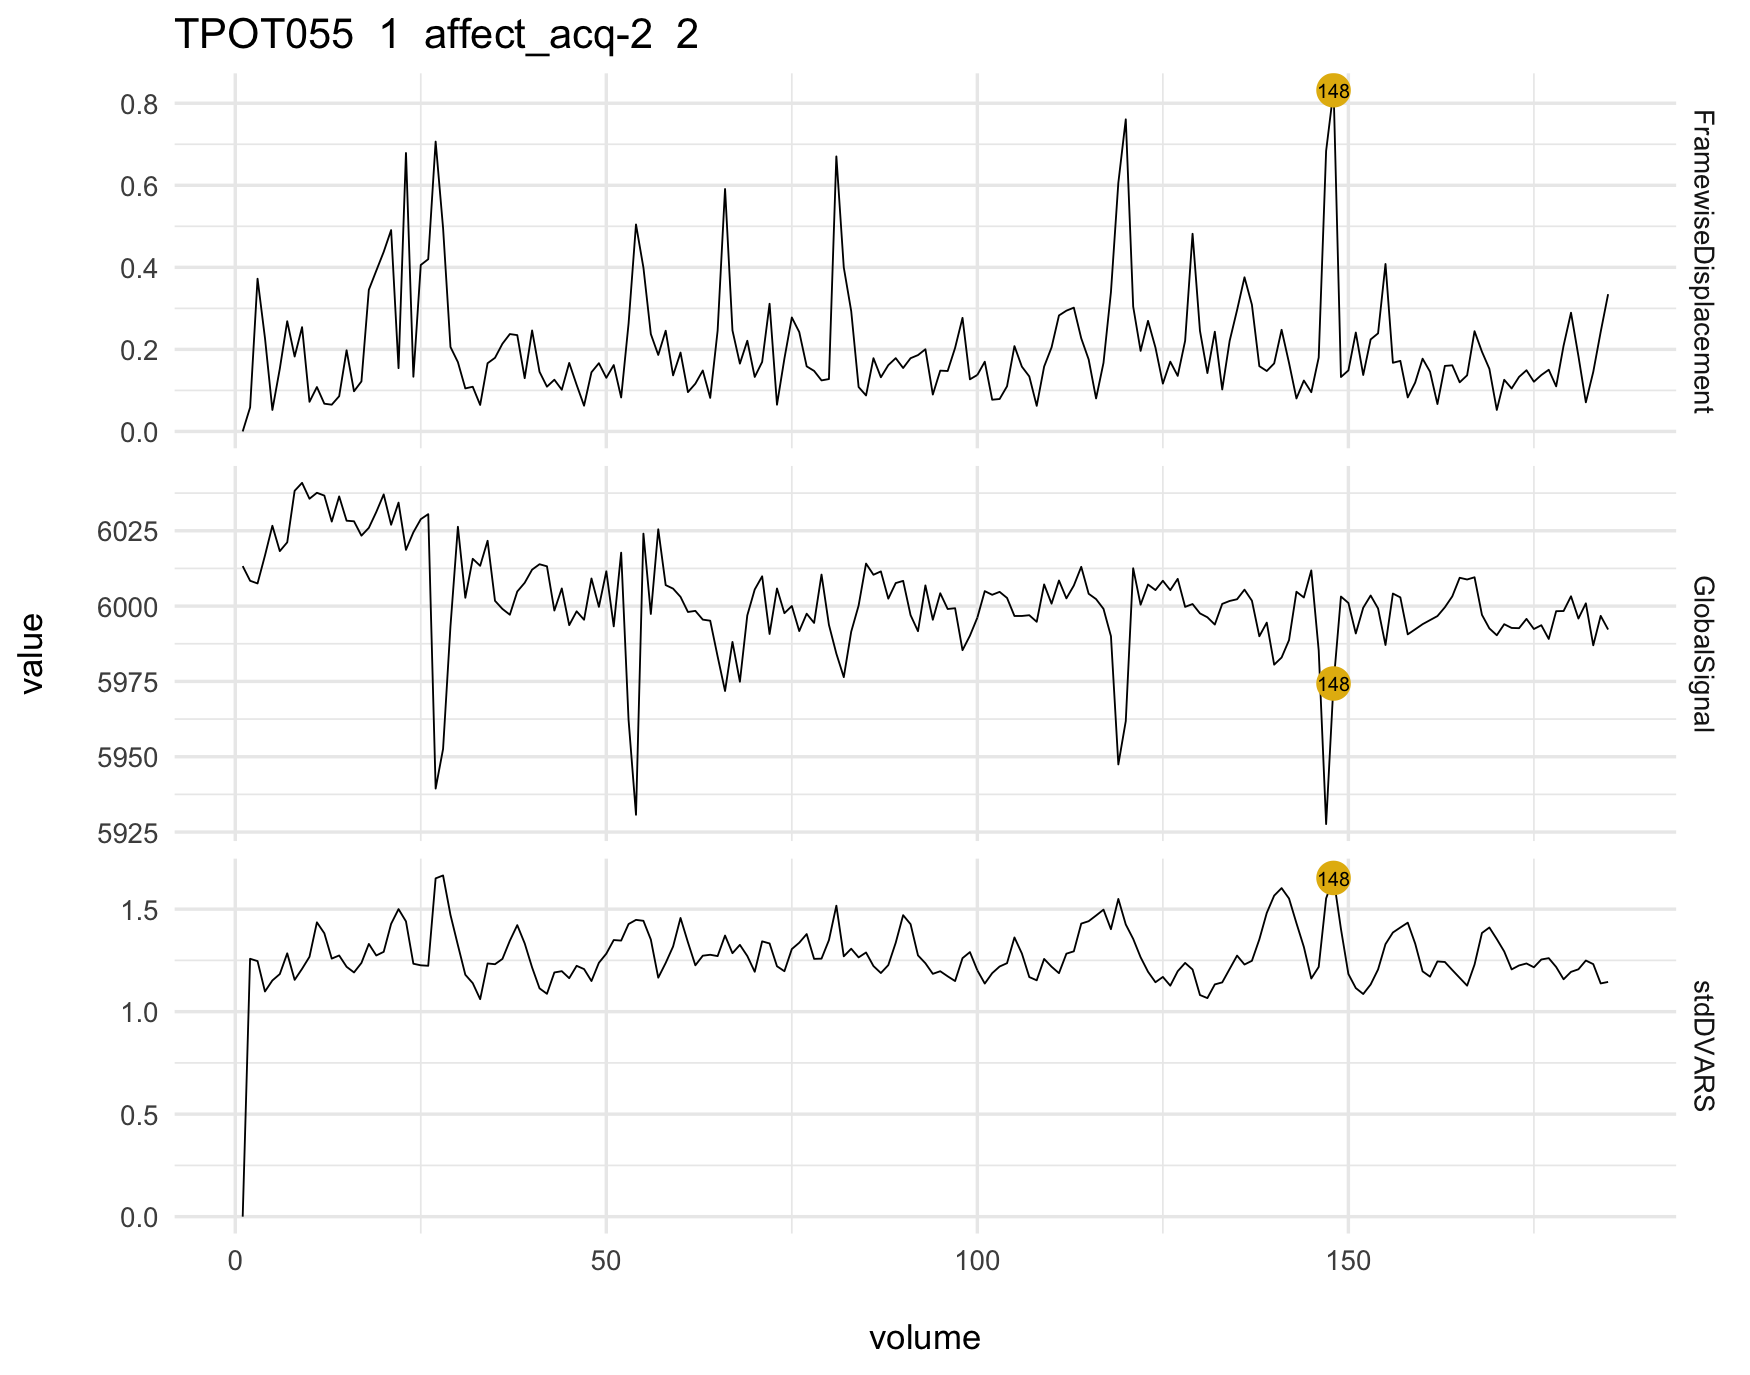 TPOT055 1 affect_acq-2 2
value
0.8
0.6
0.4
0.2
0.0
148
FramewiseDisplacement
6025
6000
5975
5950
5925
148
GlobalSignal
1.5
1.0
0.5
0.0
148
stdDVARS
0 50 100 150
volume